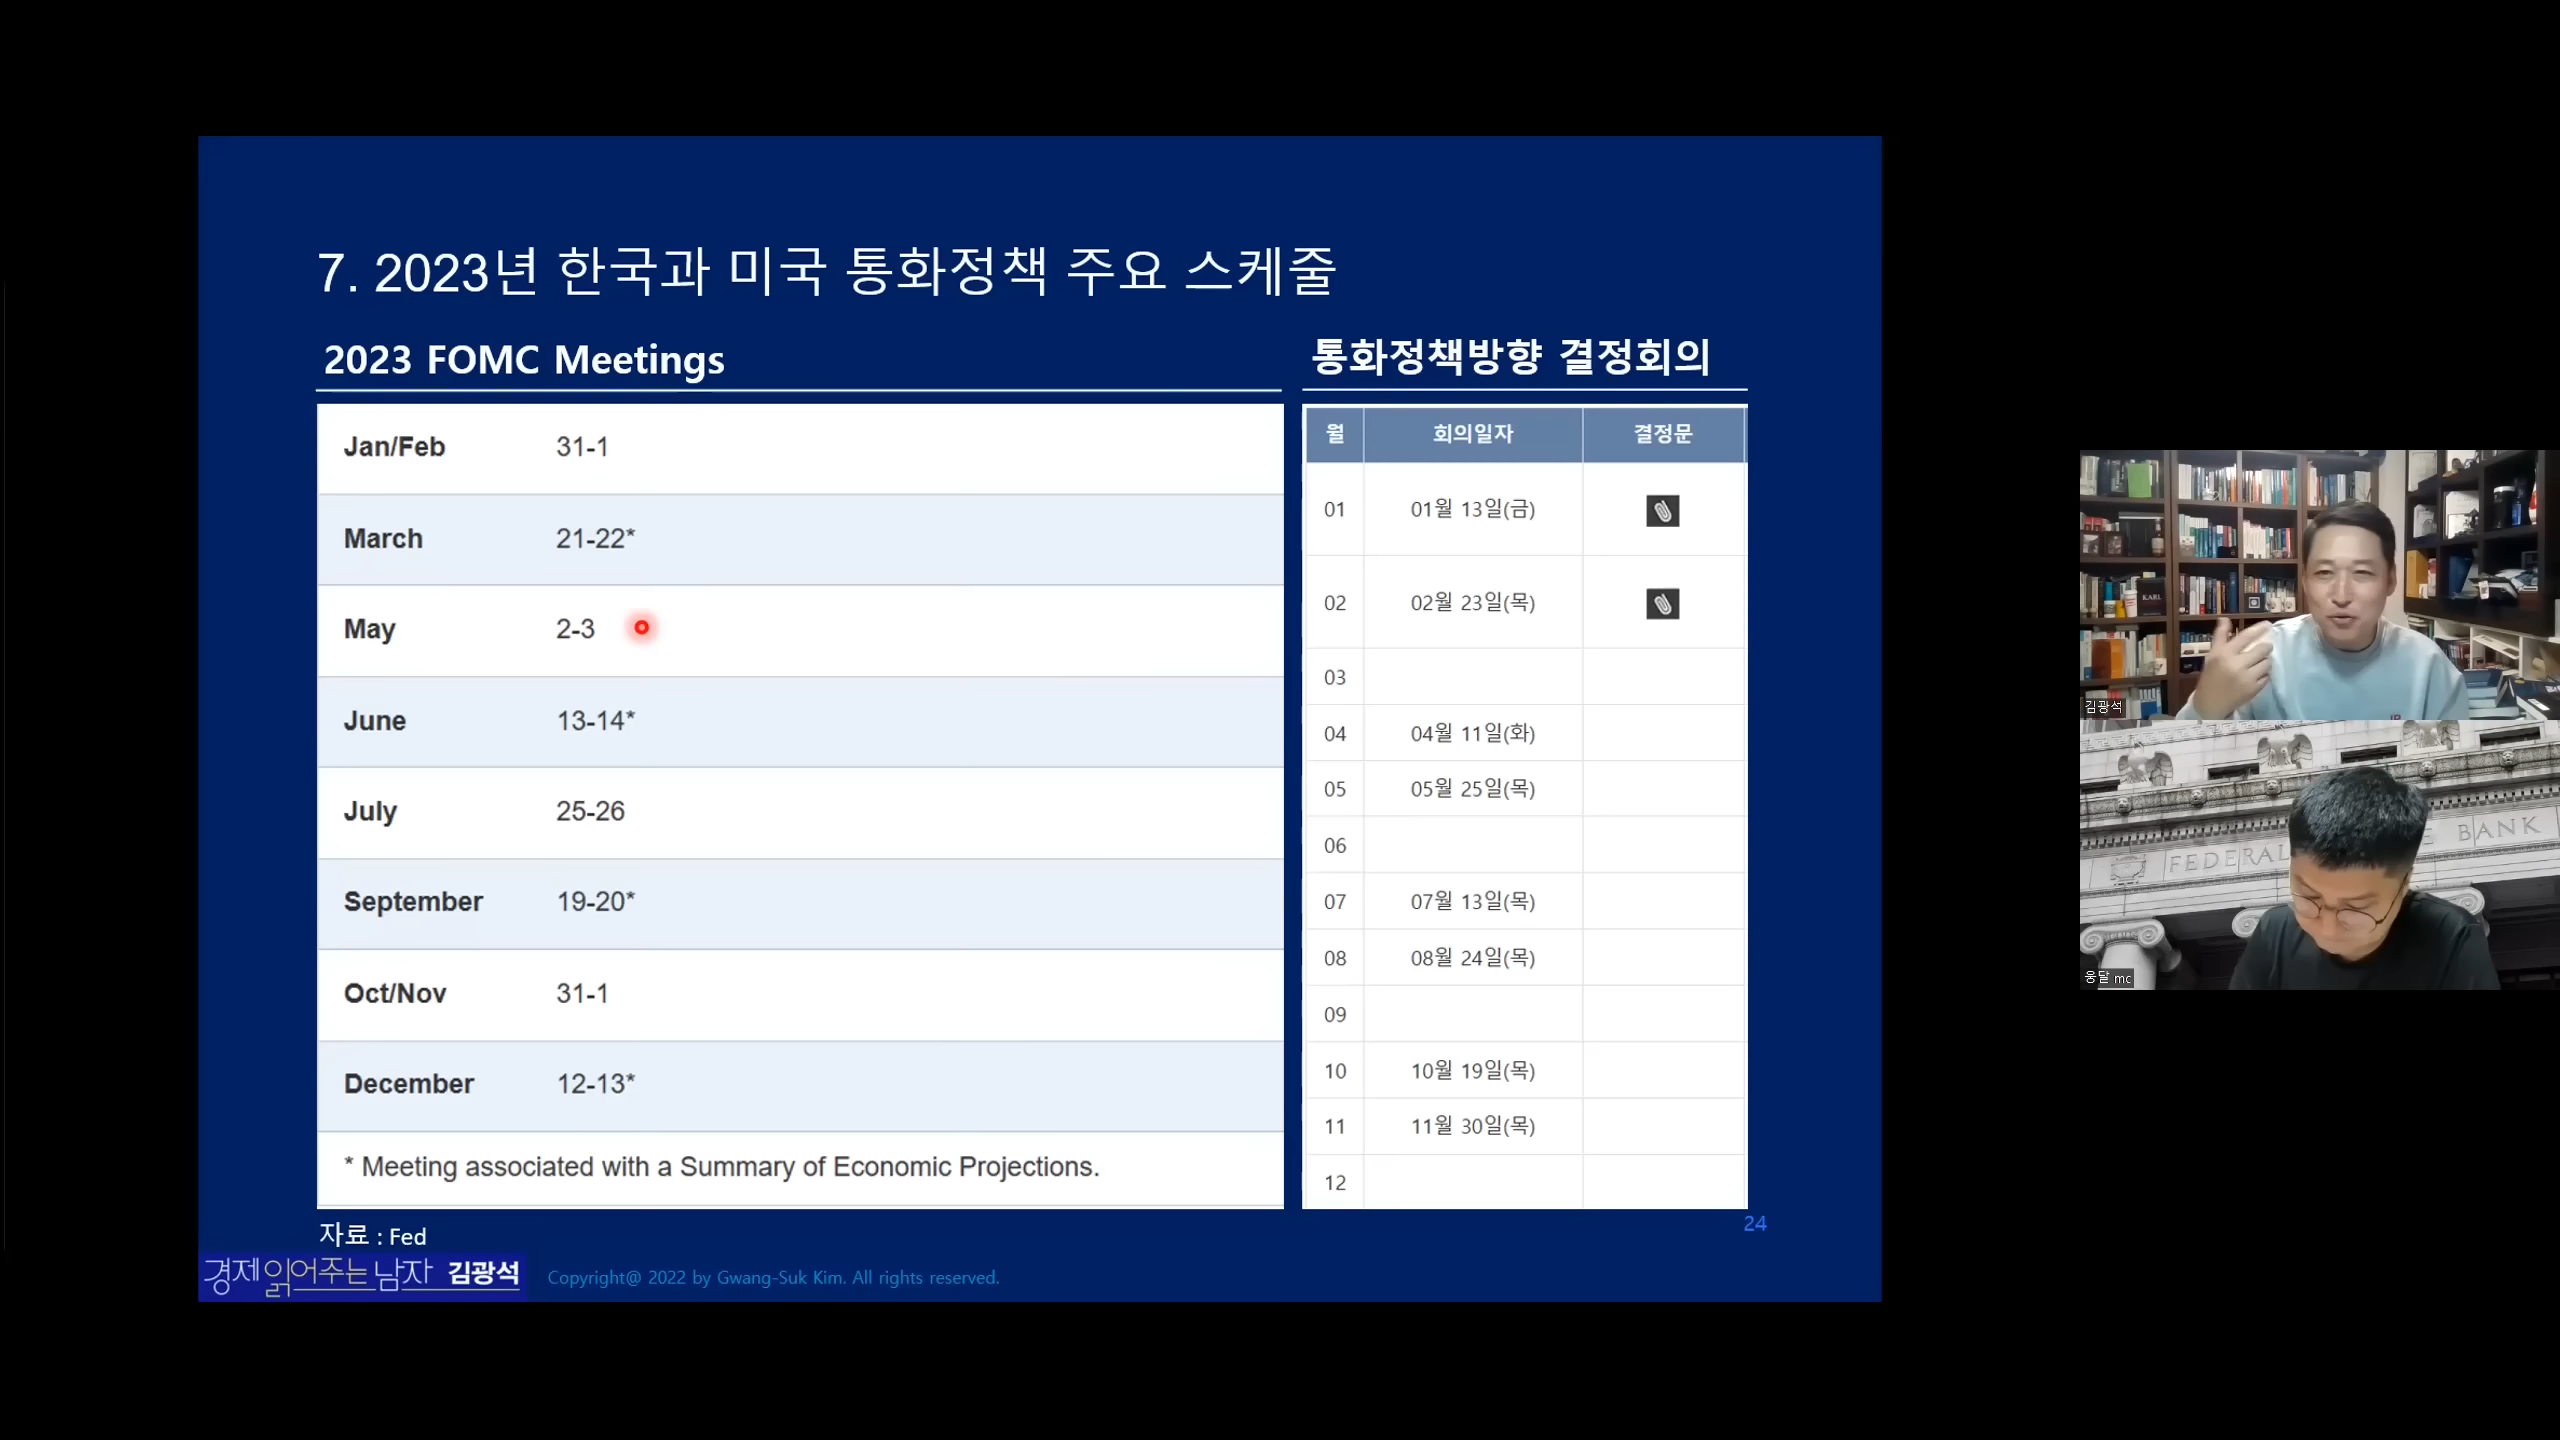 7. 2023년 한국과 미국 통화정책 주요 스케줄
2023 FOMC Meetings
Jan/Feb 31-1
March 21-22*
May 2-3
June 13-14*
July 25-26
September 19-20*
Oct/Nov 31-1
December 12-13*
* Meeting associated with a Summary of Economic Projections.
자료 : Fed
통화정책방향 결정회의
월 회의일자 결정문
01 01월 13일(금)
02 02월 23일(목)
03
04 04월 11일(화)
05 05월 25일(목)
06
07 07월 13일(목)
08 08월 24일(목)
09
10 10월 19일(목)
11 11월 30일(목)
12
24
경제읽어주는남자 김광석
Copyright@ 2022 by Gwang-Suk Kim. All rights reserved.
KARL
김광석
FEDERAL E BANK
웅달 mc